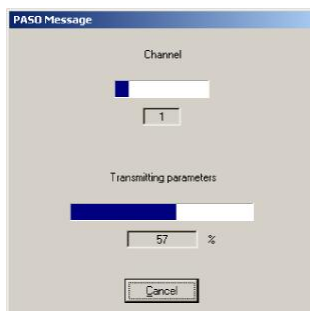 PASO Message
Channel
1
Transmitting parameters
57 %
Cancel